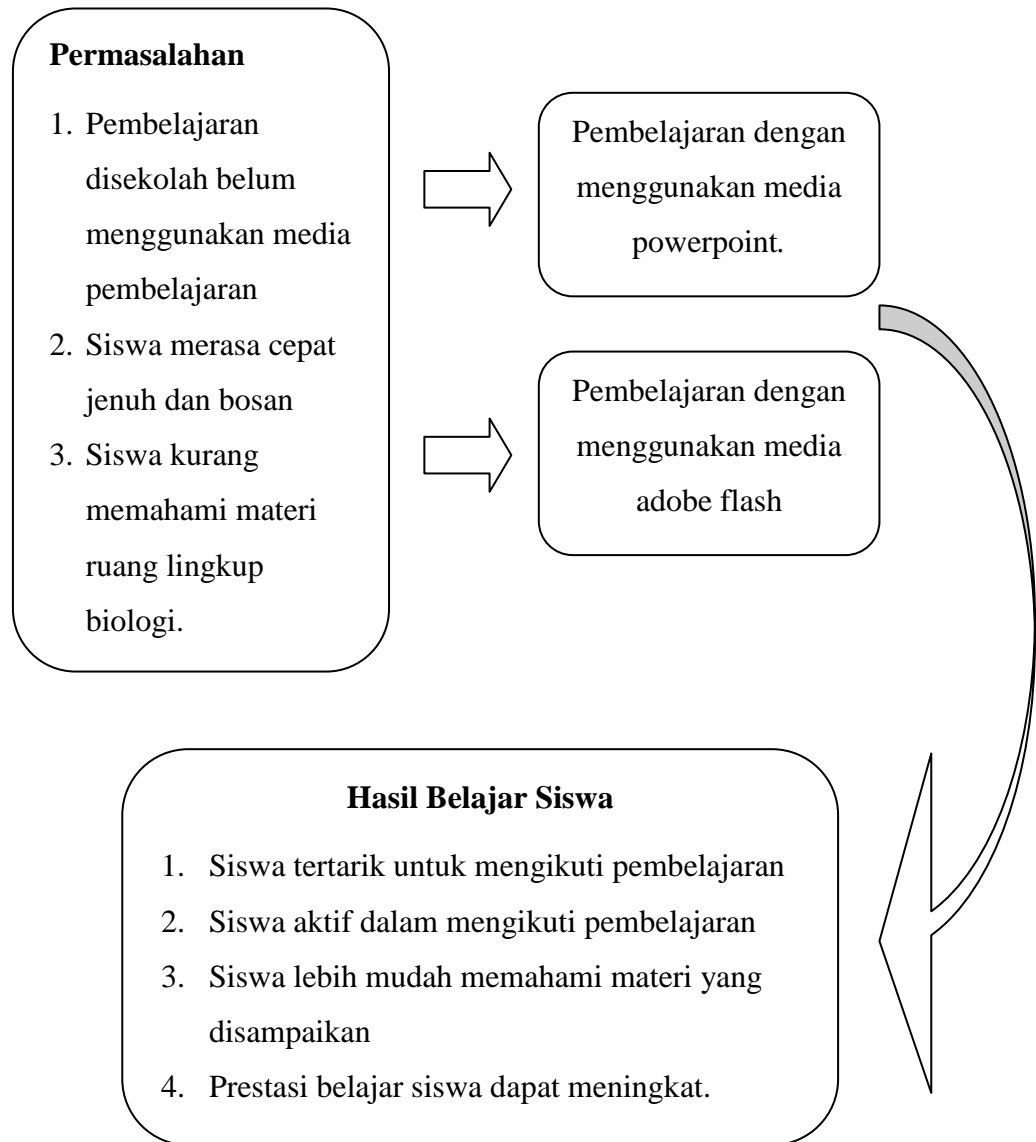 Permasalahan
1. Pembelajaran
disekolah belum
menggunakan media
pembelajaran
2. Siswa merasa cepat
jenuh dan bosan
3. Siswa kurang
memahami materi
ruang lingkup
biologi.
Pembelajaran dengan
menggunakan media
powerpoint.
Pembelajaran dengan
menggunakan media
adobe flash
Hasil Belajar Siswa
1. Siswa tertarik untuk mengikuti pembelajaran
2. Siswa aktif dalam mengikuti pembelajaran
3. Siswa lebih mudah memahami materi yang
disampaikan
4. Prestasi belajar siswa dapat meningkat.